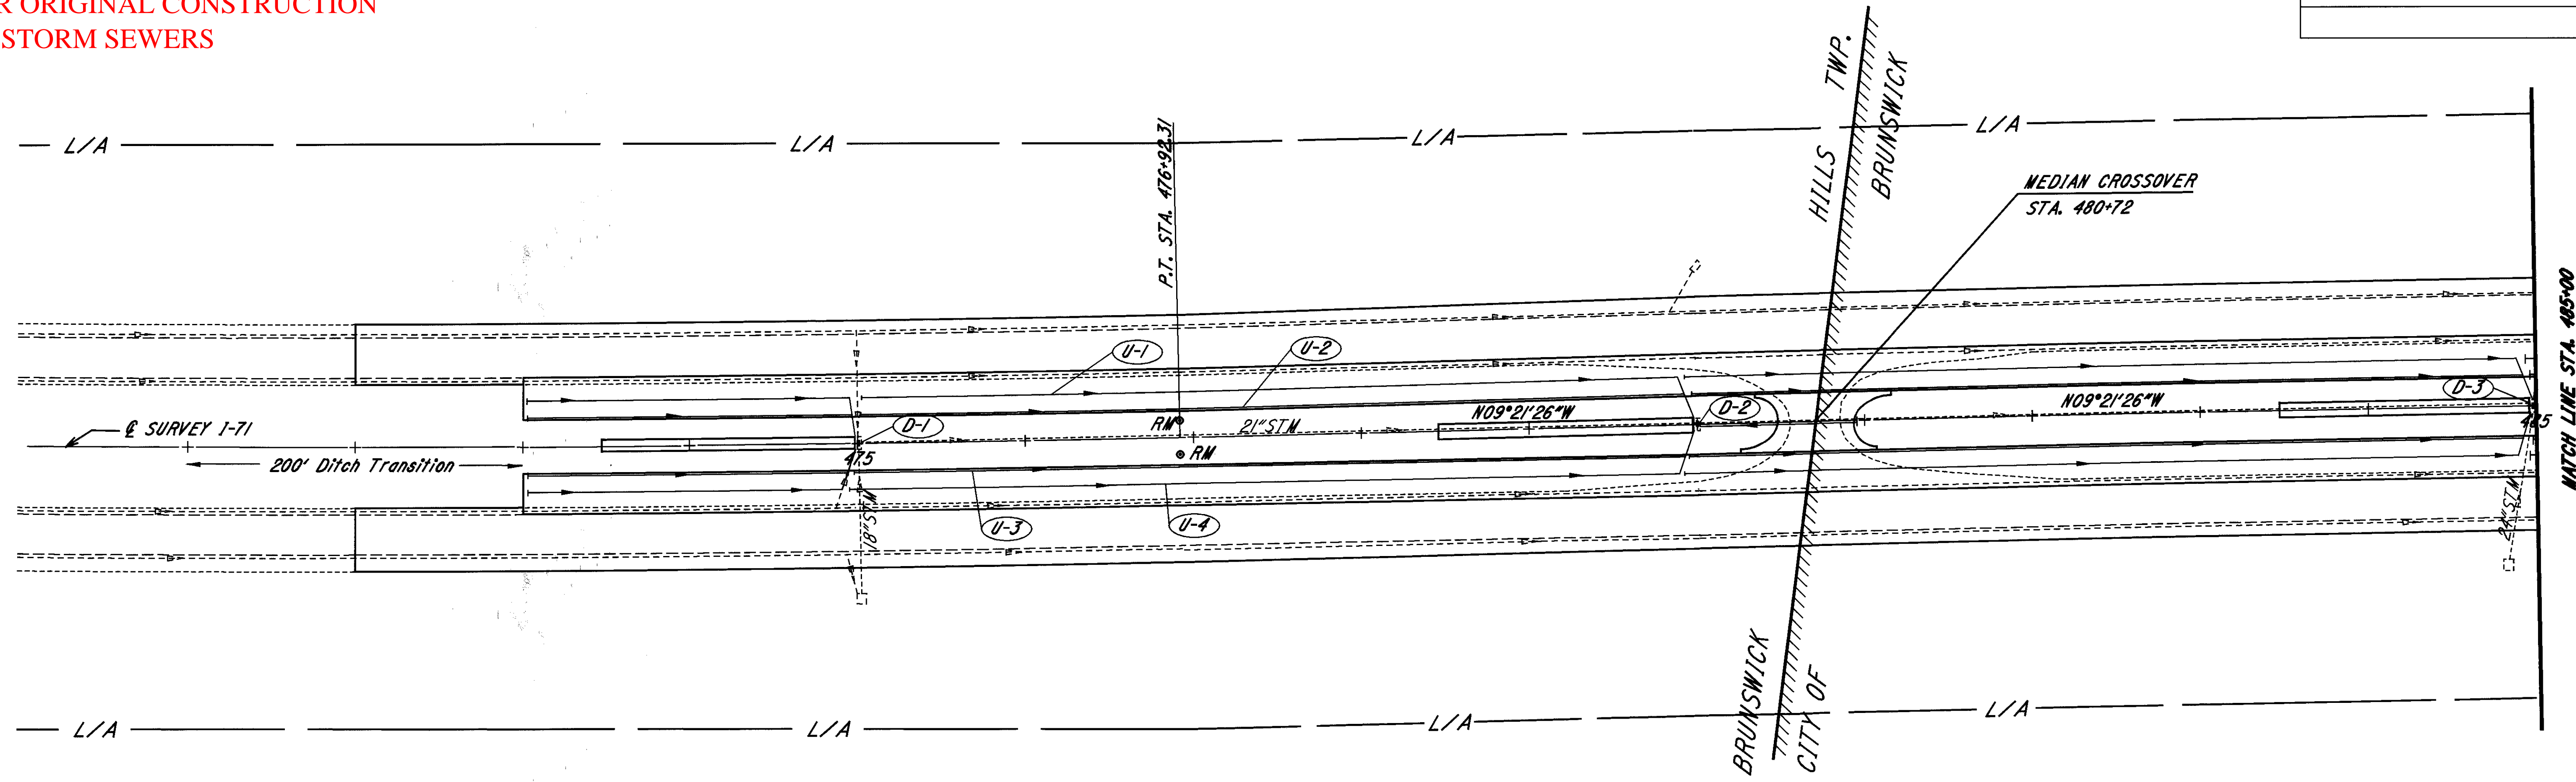 R ORIGINAL CONSTRUCTION
STORM SEWERS
L/A
L/A
L/A
L/A
HILLS TWP.
BRUNSWICK
P.T. STA. 476+92.31
MEDIAN CROSSOVER
STA. 480+72
MATCH LINE STA. 485+00
U-1
U-2
D-3
D-2
N09°21'26"W
N09°21'26"W
℄ SURVEY I-71
D-1
RM
21" STM
485
200' Ditch Transition
475
RM
U-3
U-4
18" STM
24" STM
BRUNSWICK
CITY OF
L/A
L/A
L/A
L/A